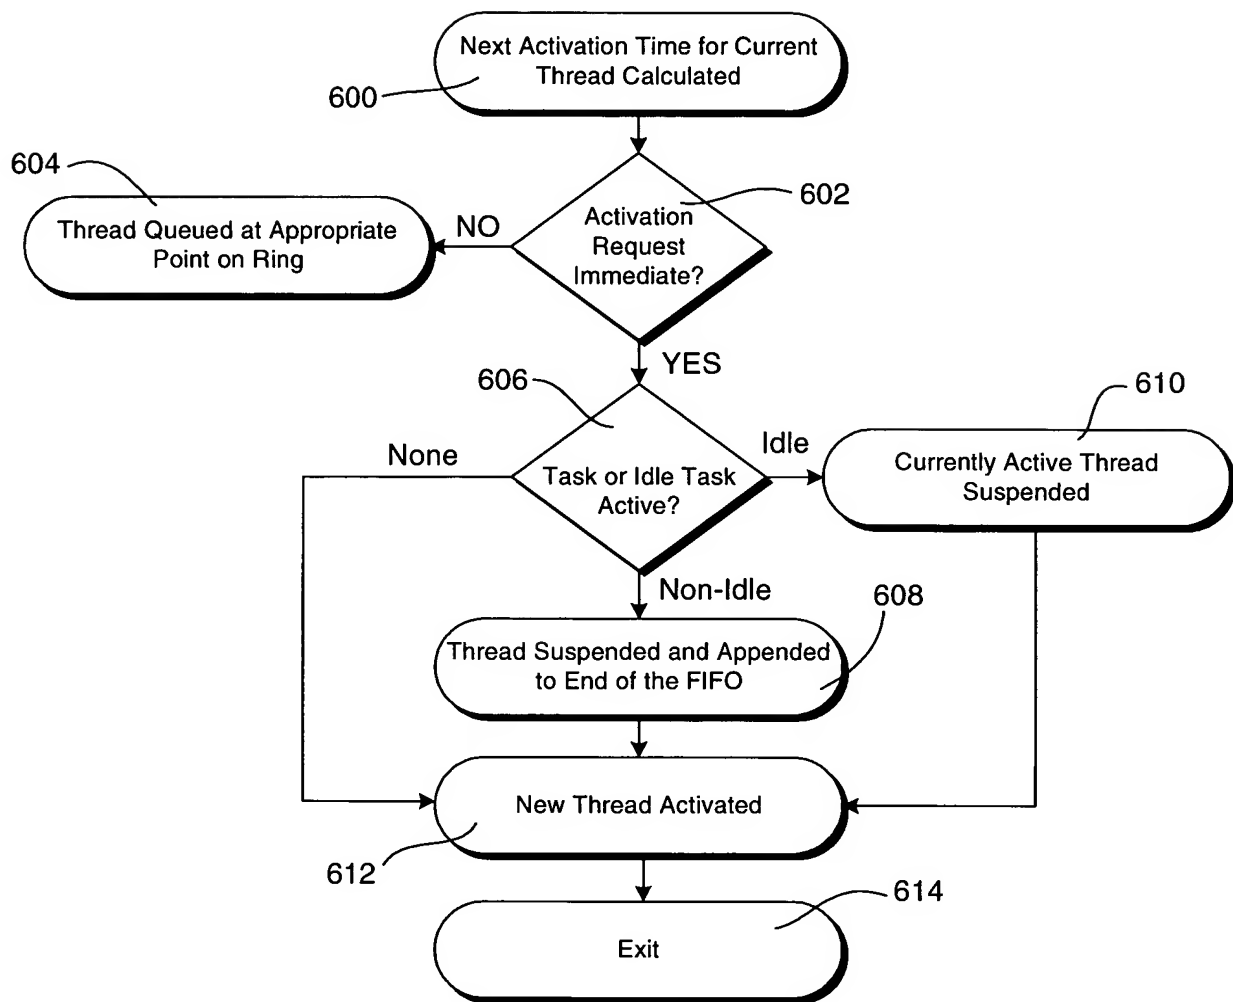 Next Activation Time for Current
Thread Calculated
600
604
602
Thread Queued at Appropriate
Point on Ring
NO
Activation
Request
Immediate?
YES
606
610
None
Idle
Task or Idle Task
Active?
Currently Active Thread
Suspended
Non-Idle
608
Thread Suspended and Appended
to End of the FIFO
New Thread Activated
612
614
Exit